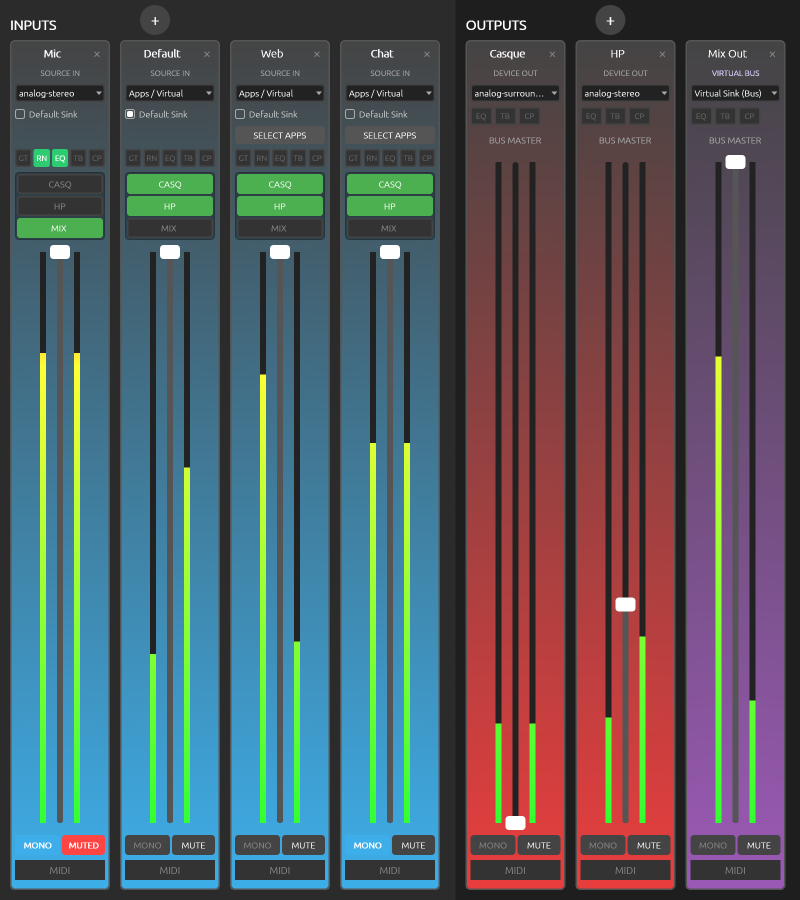 INPUTS
+
Mic ×
SOURCE IN
analog-stereo
Default Sink
GT RN EQ TB CP
CASQ
HP
MIX
MONO MUTED
MIDI
Default ×
SOURCE IN
Apps / Virtual
Default Sink
GT RN EQ TB CP
CASQ
HP
MIX
MONO MUTE
MIDI
Web ×
SOURCE IN
Apps / Virtual
Default Sink
SELECT APPS
GT RN EQ TB CP
CASQ
HP
MIX
MONO MUTE
MIDI
Chat ×
SOURCE IN
Apps / Virtual
Default Sink
SELECT APPS
GT RN EQ TB CP
CASQ
HP
MIX
MONO MUTE
MIDI
OUTPUTS
+
Casque ×
DEVICE OUT
analog-surroun...
EQ TB CP
BUS MASTER
MONO MUTE
MIDI
HP ×
DEVICE OUT
analog-stereo
EQ TB CP
BUS MASTER
MONO MUTE
MIDI
Mix Out ×
VIRTUAL BUS
Virtual Sink (Bus)
EQ TB CP
BUS MASTER
MONO MUTE
MIDI